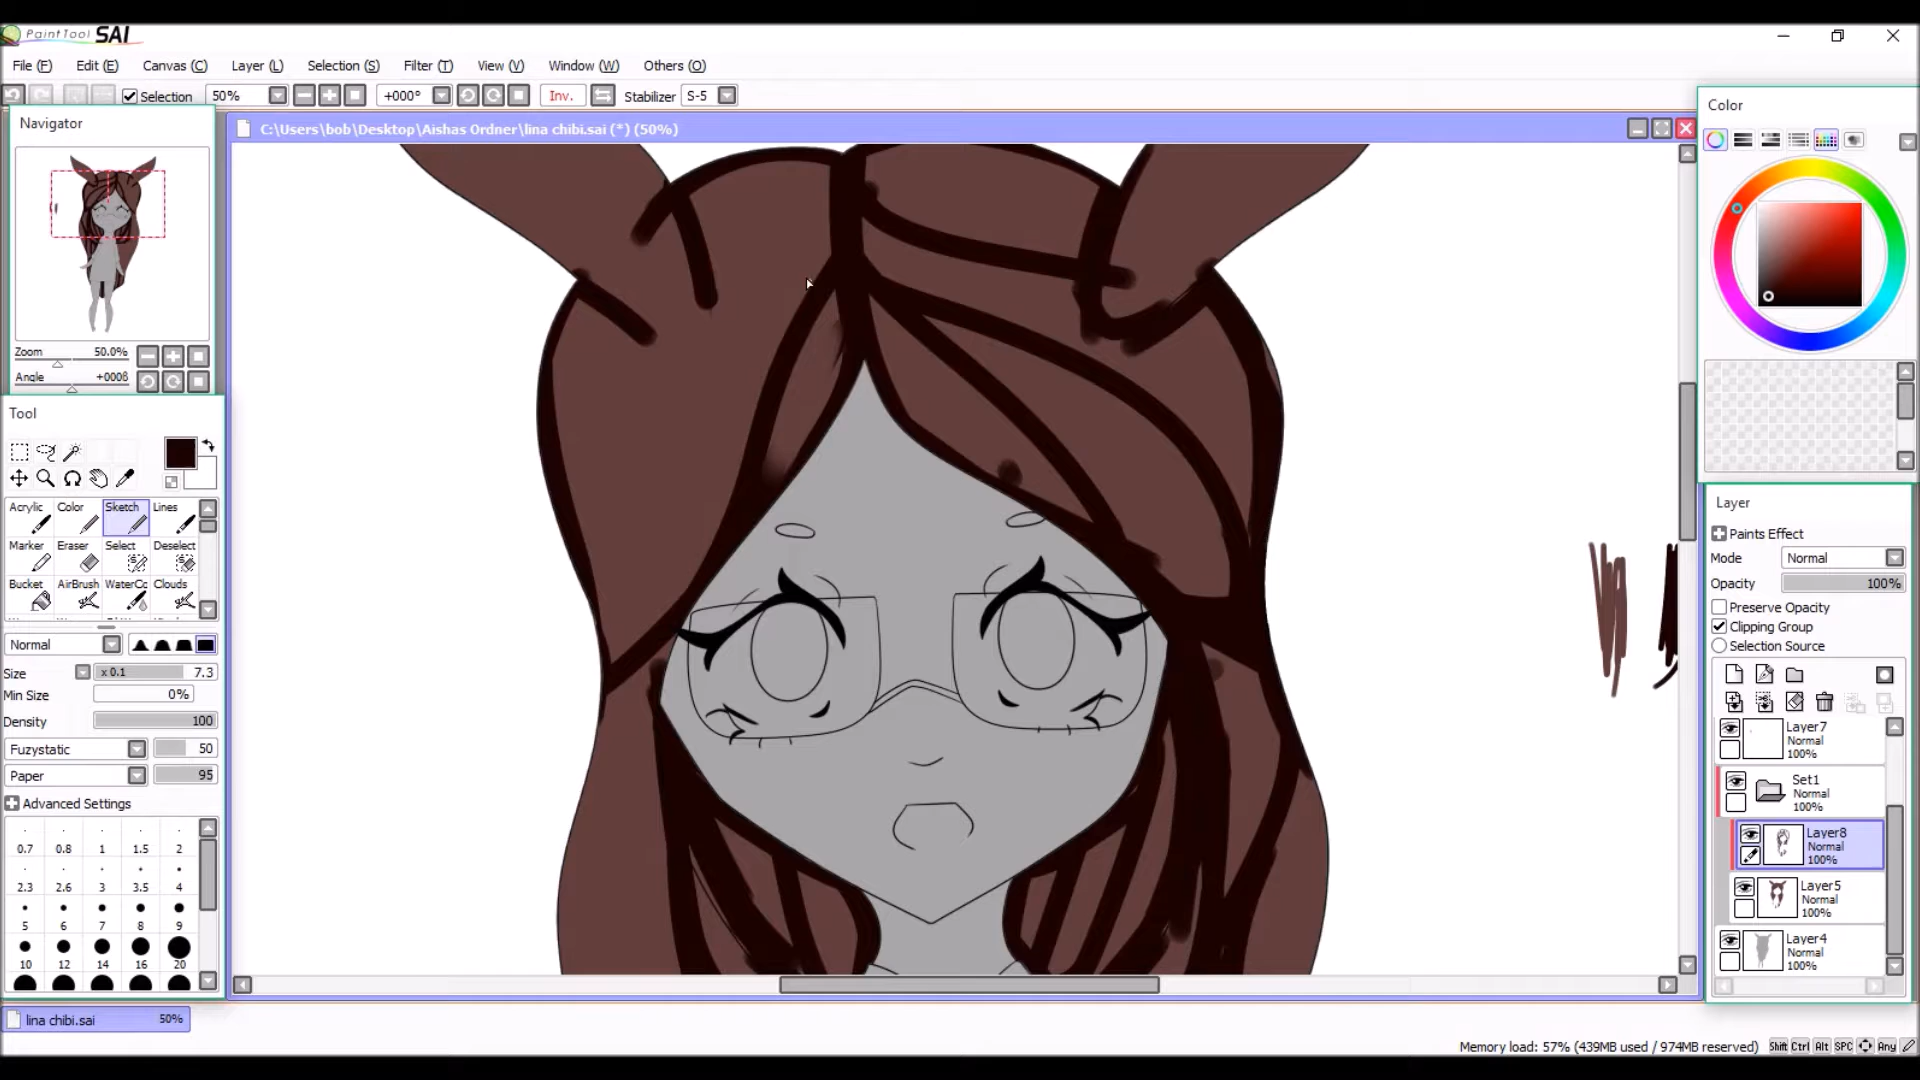 PaintTool SAI
File (F) Edit (E) Canvas (C) Layer (L) Selection (S) Filter (T) View (V) Window (W) Others (O)
Selection 50% +000° Inv. Stabilizer S-5
Navigator
C:\Users\bob\Desktop\Aishas Ordner\lina chibi.sai (*) (50%)
Color
Zoom 50.0%
Angle +000ß
Tool
Acrylic Color Sketch Lines
Marker Eraser Select Deselect
Bucket AirBrush WaterCc Clouds
Normal
Size x 0.1 7.3
Min Size 0%
Density 100
Fuzystatic 50
Paper 95
Advanced Settings
0.7 0.8 1 1.5 2
2.3 2.6 3 3.5 4
5 6 7 8 9
10 12 14 16 20
Layer
Paints Effect
Mode Normal
Opacity 100%
Preserve Opacity
Clipping Group
Selection Source
Layer7
Normal
100%
Set1
Normal
100%
Layer8
Normal
100%
Layer5
Normal
100%
Layer4
Normal
100%
lina chibi.sai 50%
Memory load: 57% (439MB used / 974MB reserved) Shift Ctrl Alt SPC Any